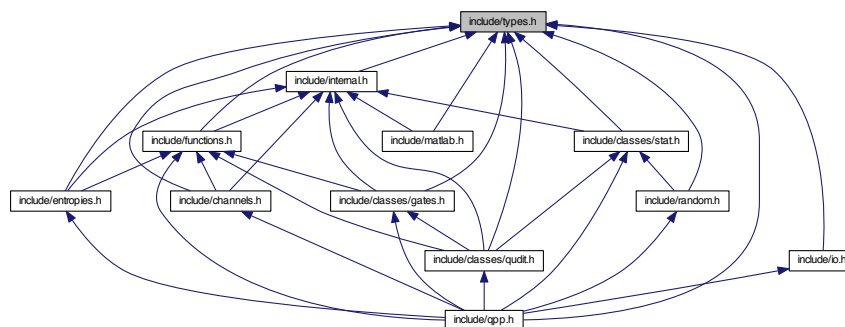 include/types.h
include/internal.h
include/functions.h
include/matlab.h
include/classes/stat.h
include/entropies.h
include/channels.h
include/classes/gates.h
include/random.h
include/classes/qudit.h
include/io.h
include/qpp.h